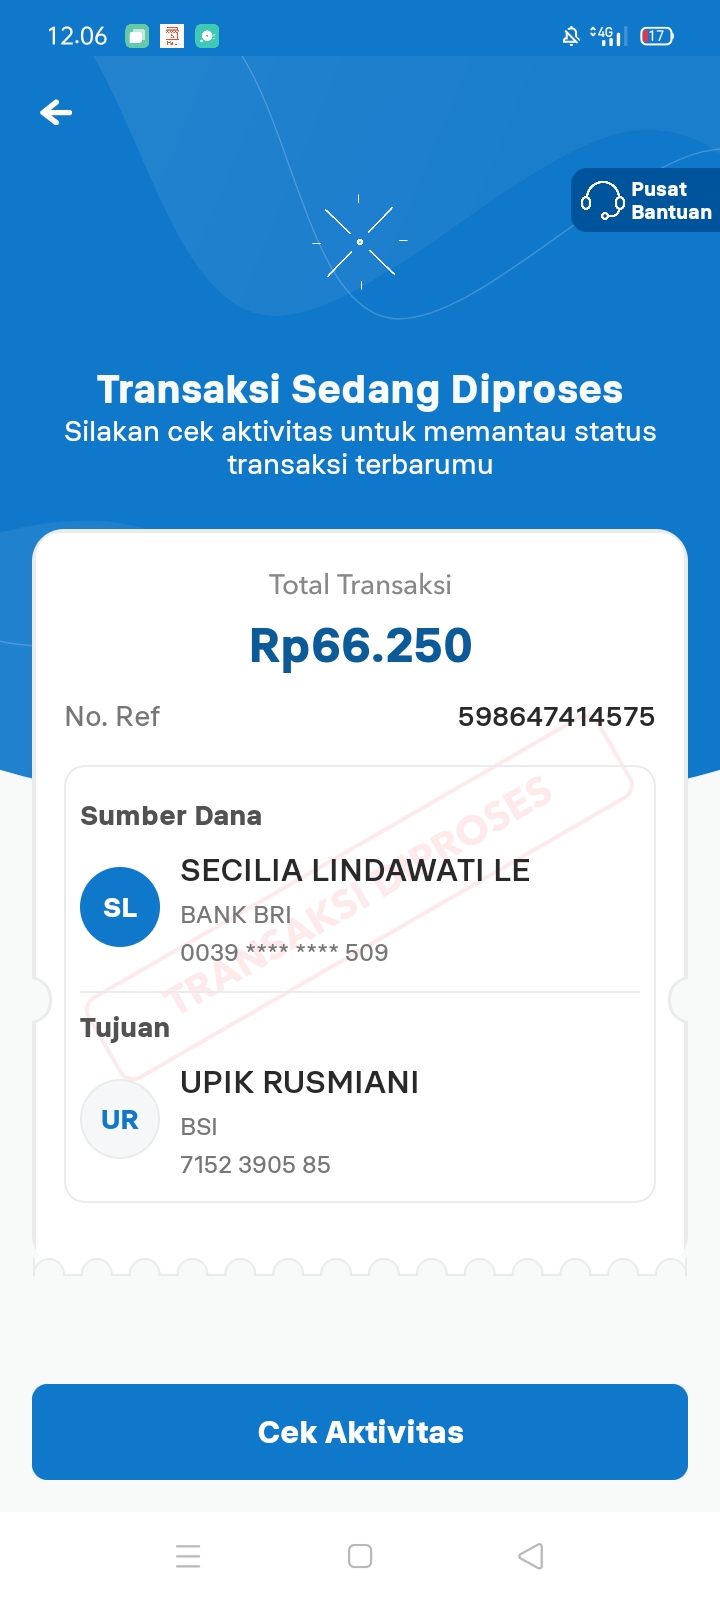 12.06
4G
17
Pusat
Bantuan
Transaksi Sedang Diproses
Silakan cek aktivitas untuk memantau status
transaksi terbarumu
Total Transaksi
Rp66.250
No. Ref 598647414575
TRANSAKSI DIPROSES
Sumber Dana
SL
SECILIA LINDAWATI LE
BANK BRI
0039 **** **** 509
Tujuan
UR
UPIK RUSMIANI
BSI
7152 3905 85
Cek Aktivitas